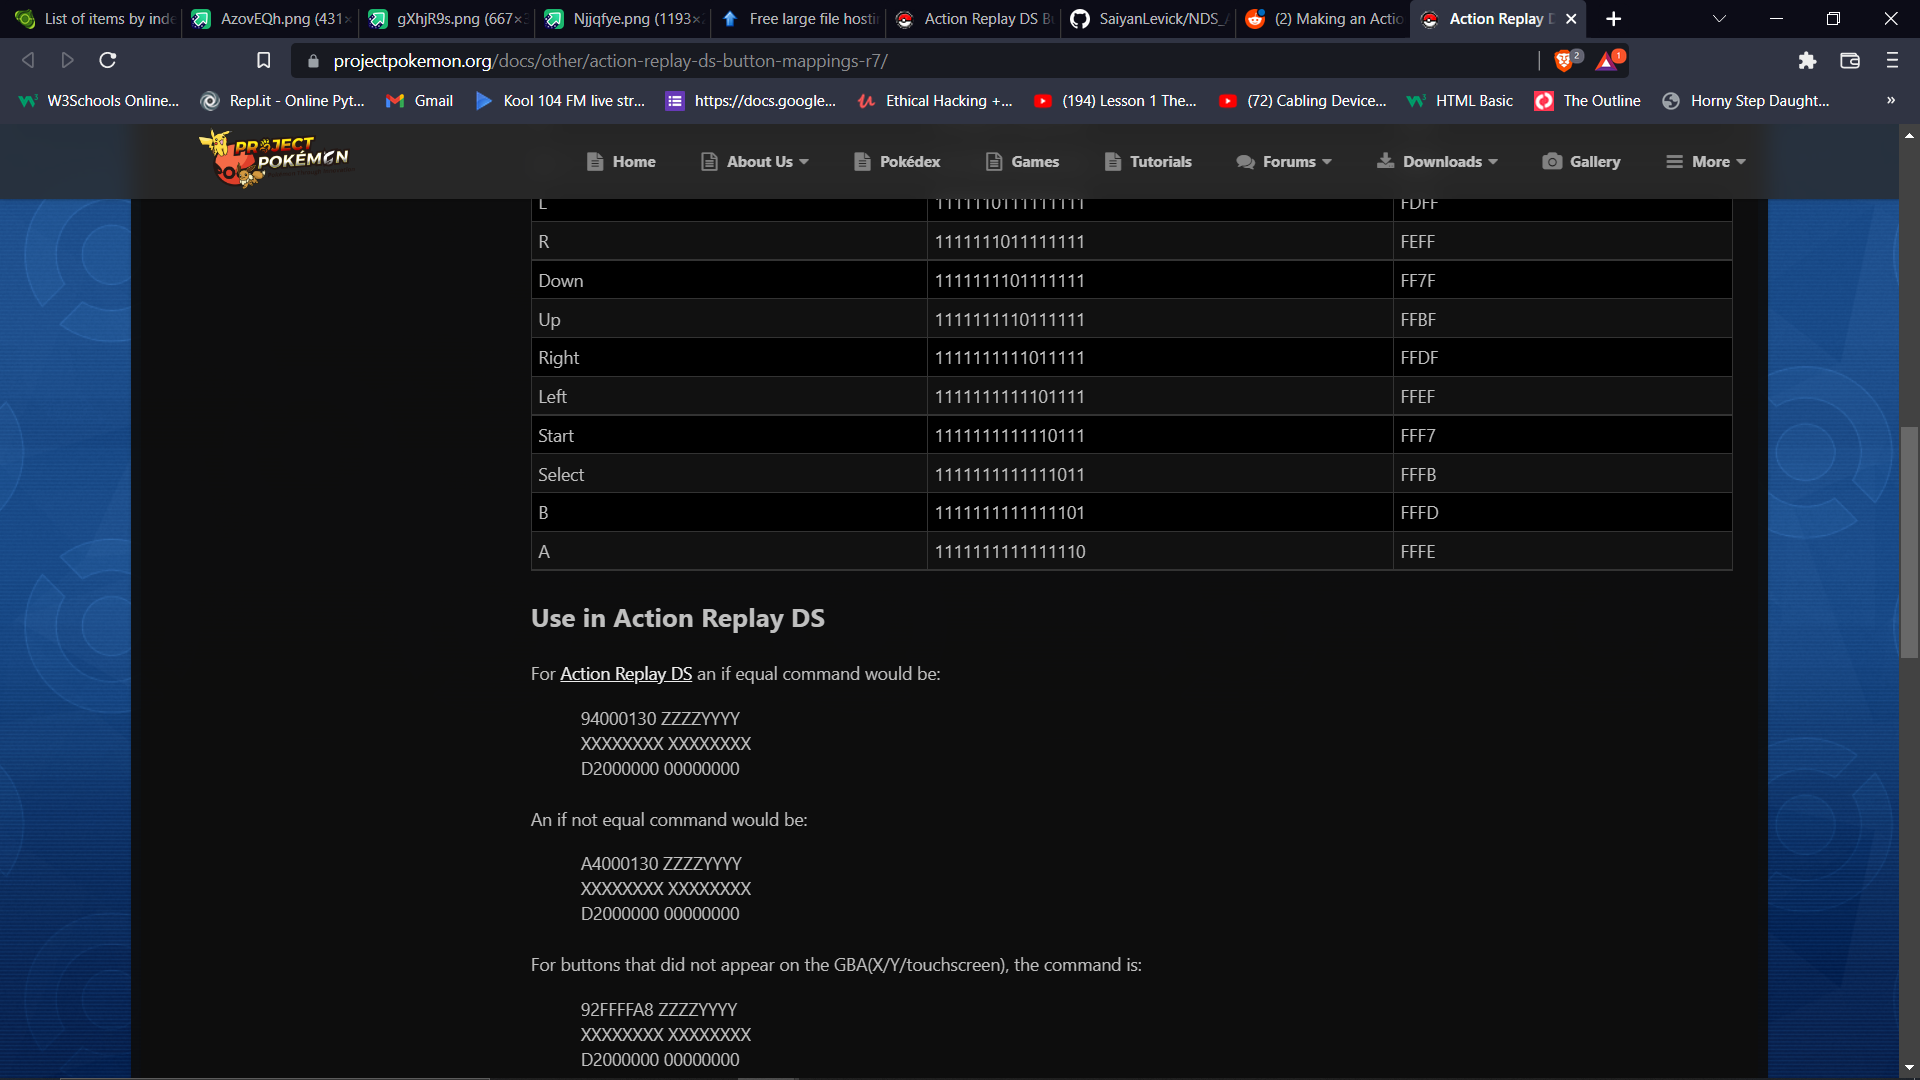 List of items by inde
AzovEQh.png (431×
gXhjR9s.png (667×3
Njjqfye.png (1193×2
Free large file hostin
Action Replay DS Bu
SaiyanLevick/NDS_A
(2) Making an Actio
Action Replay D
projectpokemon.org/docs/other/action-replay-ds-button-mappings-r7/
2
1
W3Schools Online...
Repl.it - Online Pyt...
Gmail
Kool 104 FM live str...
https://docs.google...
Ethical Hacking +...
(194) Lesson 1 The...
(72) Cabling Device...
HTML Basic
The Outline
Horny Step Daught...
»
PROJECT
POKÉMON
Home
About Us
Pokédex
Games
Tutorials
Forums
Downloads
Gallery
More
L 1111110111111111 FDFF
R 1111111011111111 FEFF
Down 1111111101111111 FF7F
Up 1111111110111111 FFBF
Right 1111111111011111 FFDF
Left 1111111111101111 FFEF
Start 1111111111110111 FFF7
Select 1111111111111011 FFFB
B 1111111111111101 FFFD
A 1111111111111110 FFFE
Use in Action Replay DS
For Action Replay DS an if equal command would be:
94000130 ZZZZYYYY
XXXXXXXX XXXXXXXX
D2000000 00000000
An if not equal command would be:
A4000130 ZZZZYYYY
XXXXXXXX XXXXXXXX
D2000000 00000000
For buttons that did not appear on the GBA(X/Y/touchscreen), the command is:
92FFFFA8 ZZZZYYYY
XXXXXXXX XXXXXXXX
D2000000 00000000